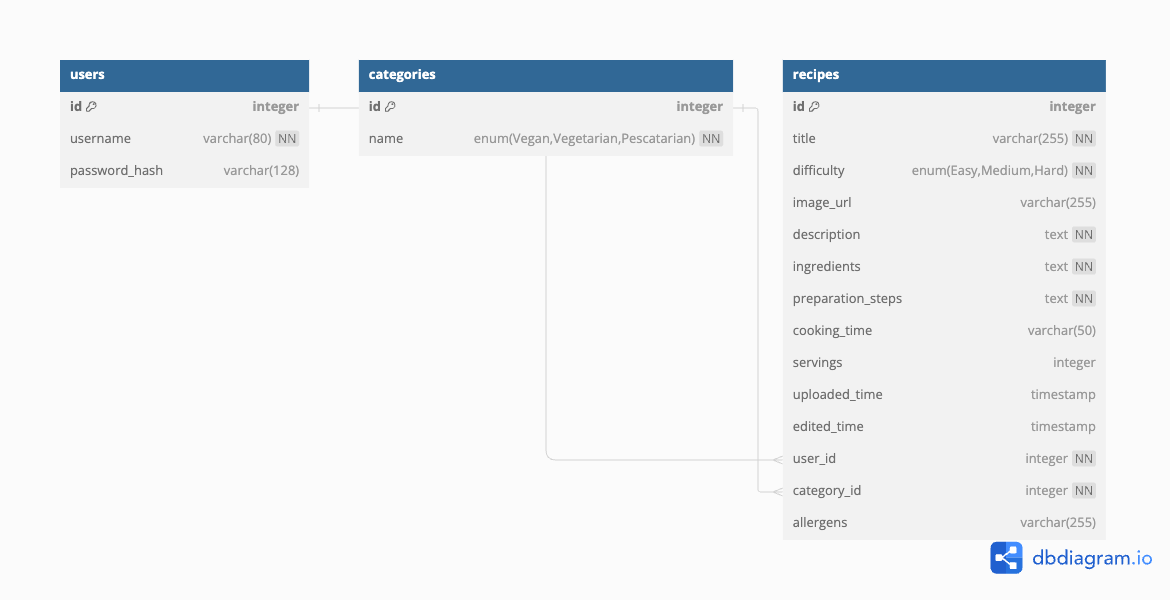 users
id integer
username varchar(80) NN
password_hash varchar(128)
categories
id integer
name enum(Vegan,Vegetarian,Pescatarian) NN
recipes
id integer
title varchar(255) NN
difficulty enum(Easy,Medium,Hard) NN
image_url varchar(255)
description text NN
ingredients text NN
preparation_steps text NN
cooking_time varchar(50)
servings integer
uploaded_time timestamp
edited_time timestamp
user_id integer NN
category_id integer NN
allergens varchar(255)
dbdiagram.io